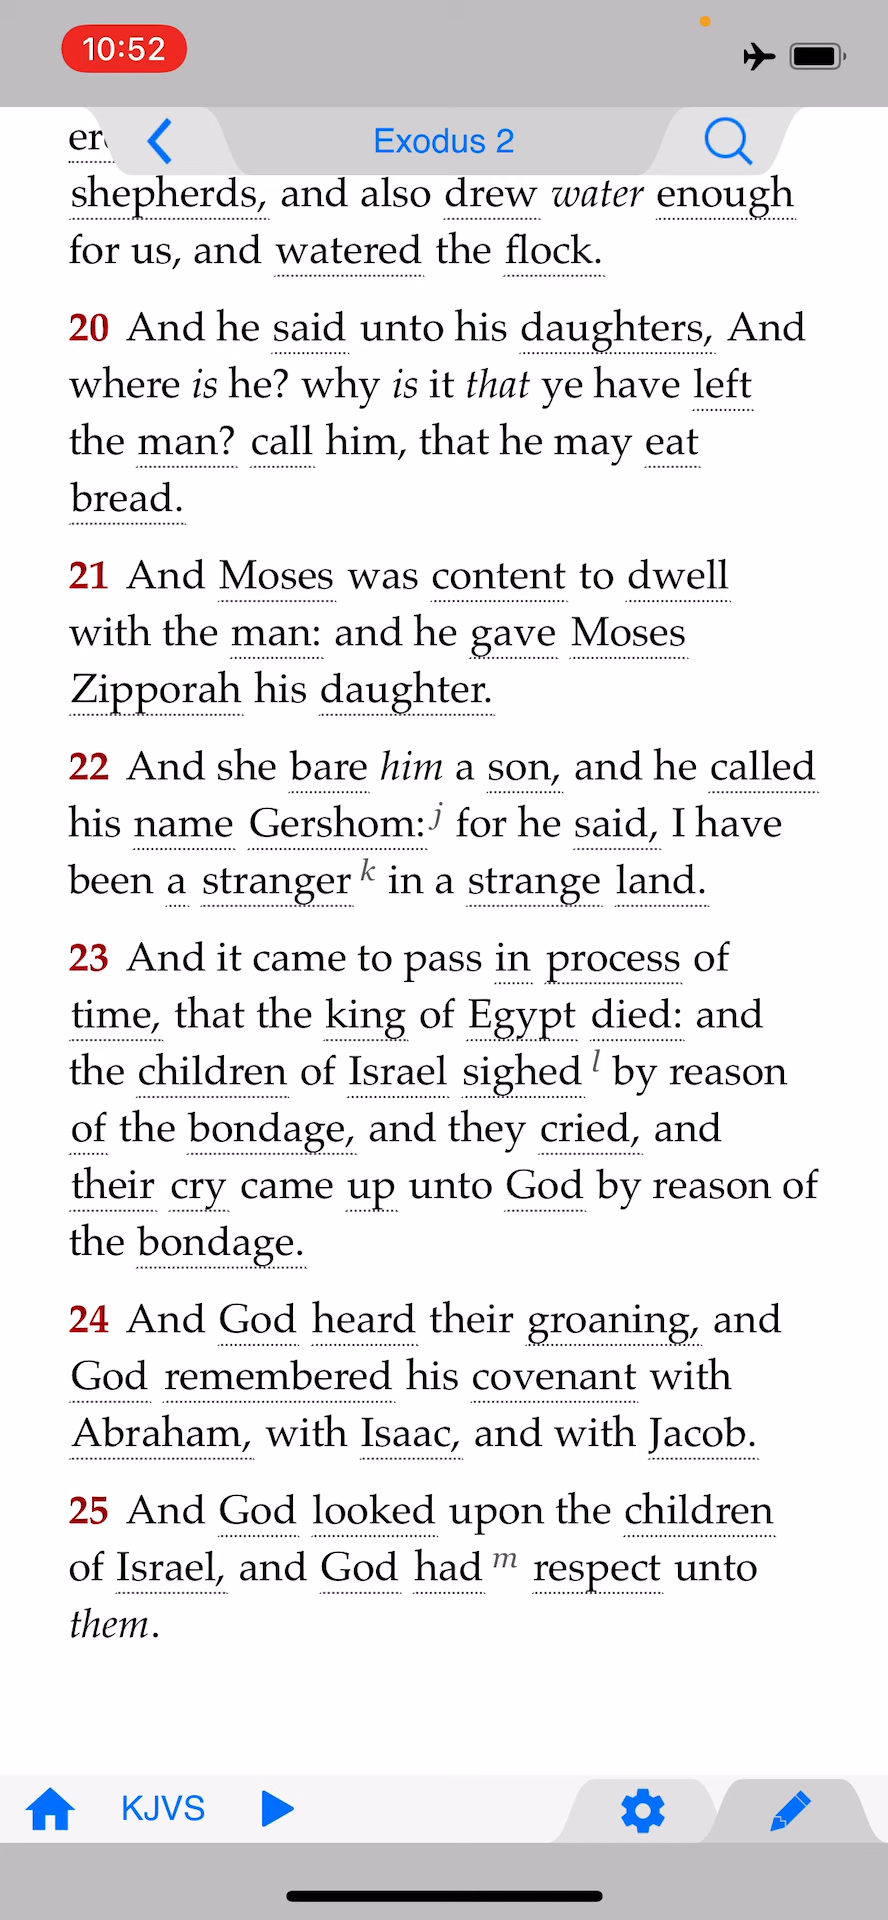 10:52
Exodus 2
shepherds, and also drew water enough
for us, and watered the flock.
20 And he said unto his daughters, And
where is he? why is it that ye have left
the man? call him, that he may eat
bread.
21 And Moses was content to dwell
with the man: and he gave Moses
Zipporah his daughter.
22 And she bare him a son, and he called
his name Gershom: j for he said, I have
been a stranger k in a strange land.
23 And it came to pass in process of
time, that the king of Egypt died: and
the children of Israel sighed l by reason
of the bondage, and they cried, and
their cry came up unto God by reason of
the bondage.
24 And God heard their groaning, and
God remembered his covenant with
Abraham, with Isaac, and with Jacob.
25 And God looked upon the children
of Israel, and God had m respect unto
them.
KJVS